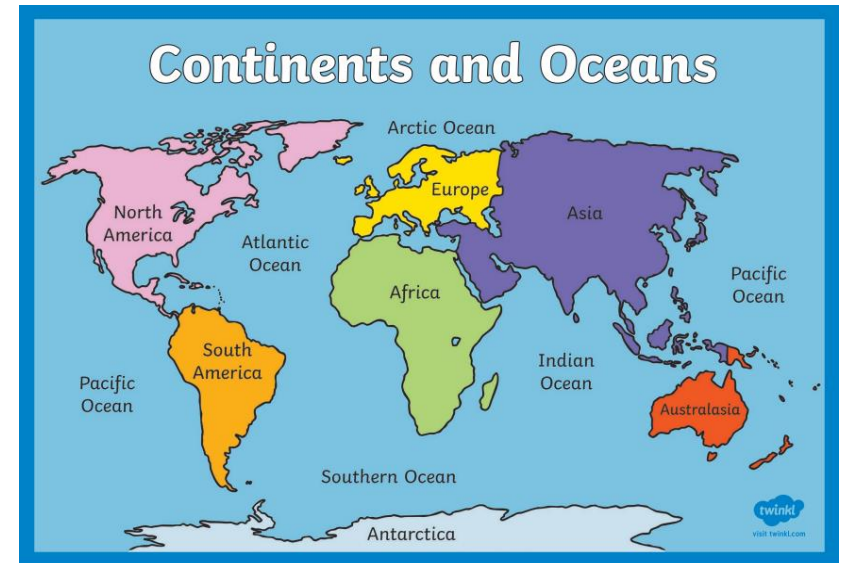 Continents and Oceans
Arctic Ocean
Europe
Asia
North
America
Atlantic
Ocean
Africa
Pacific
Ocean
South
America
Indian
Ocean
Pacific
Ocean
Australasia
Southern Ocean
Antarctica
twinkl
visit twinkl.com